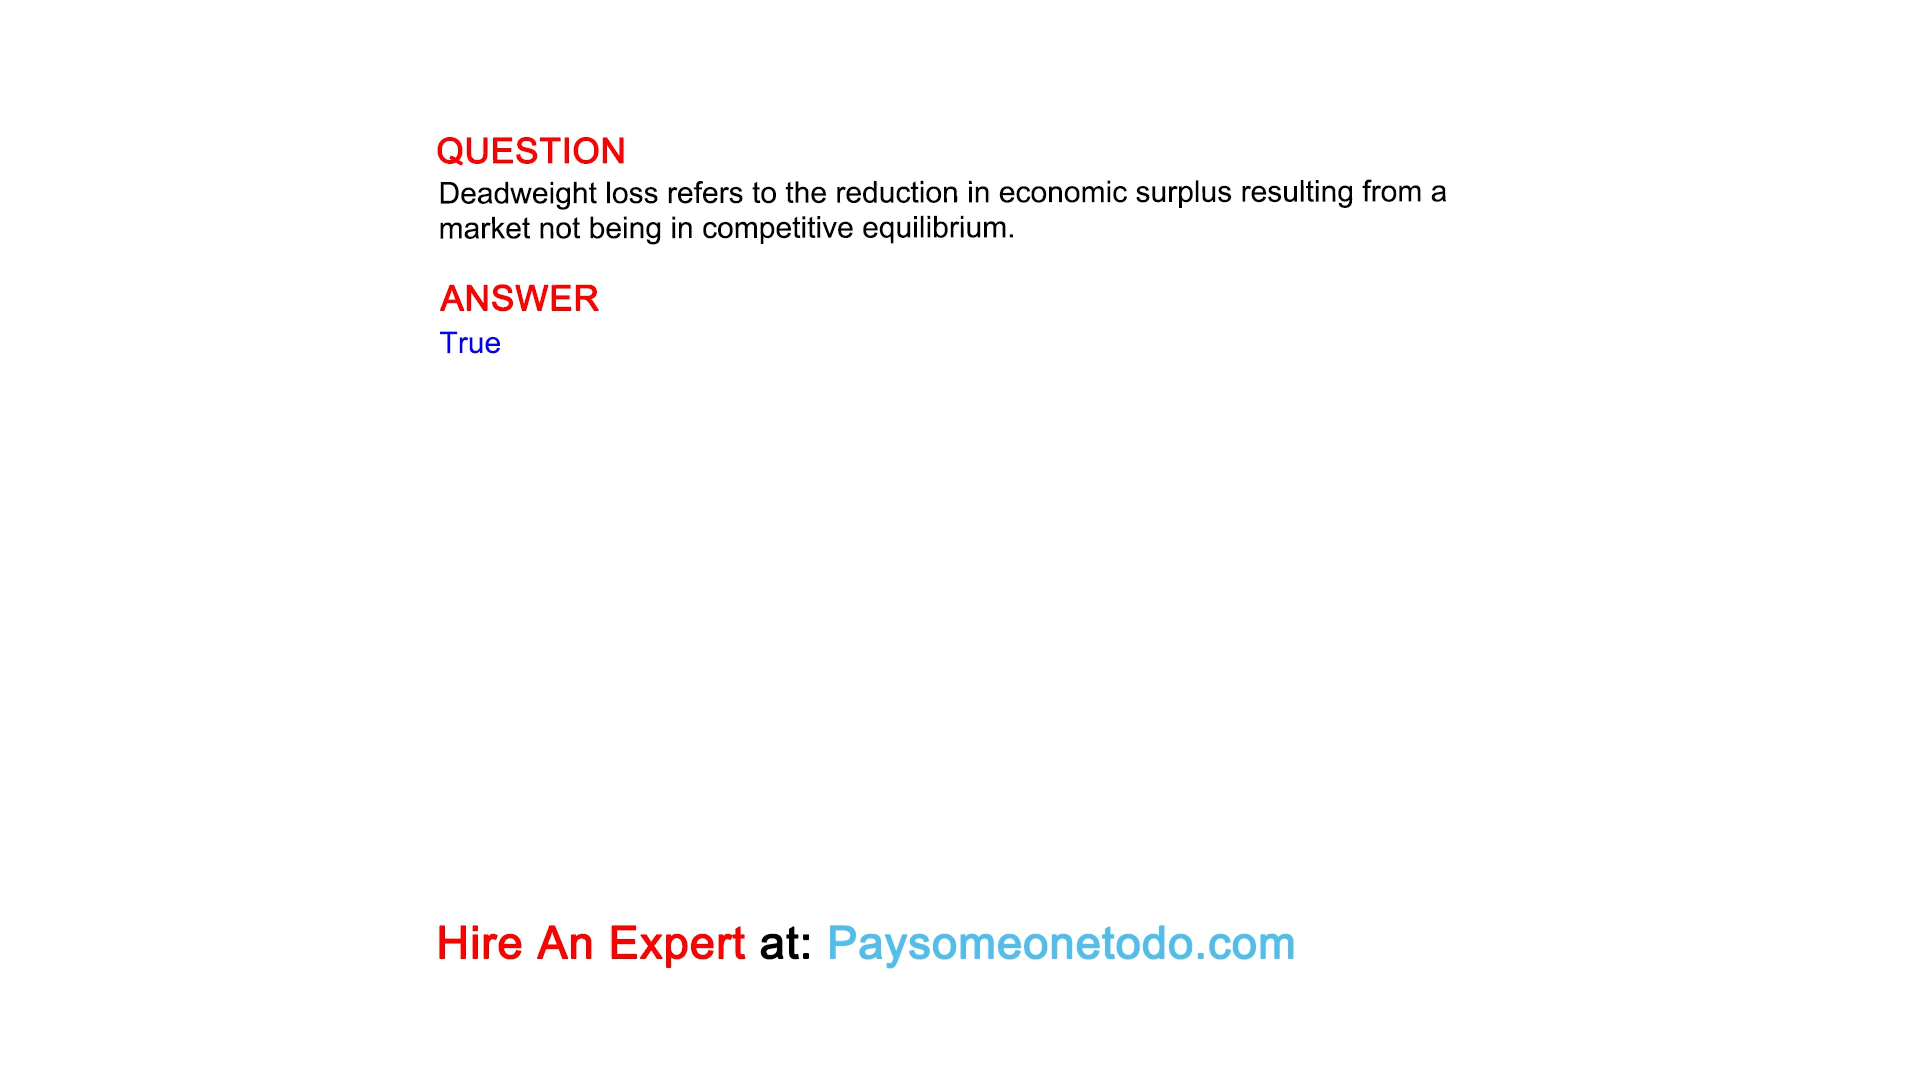 QUESTION
Deadweight loss refers to the reduction in economic surplus resulting from a
market not being in competitive equilibrium.
ANSWER
True
Hire An Expert at: Paysomeonetodo.com